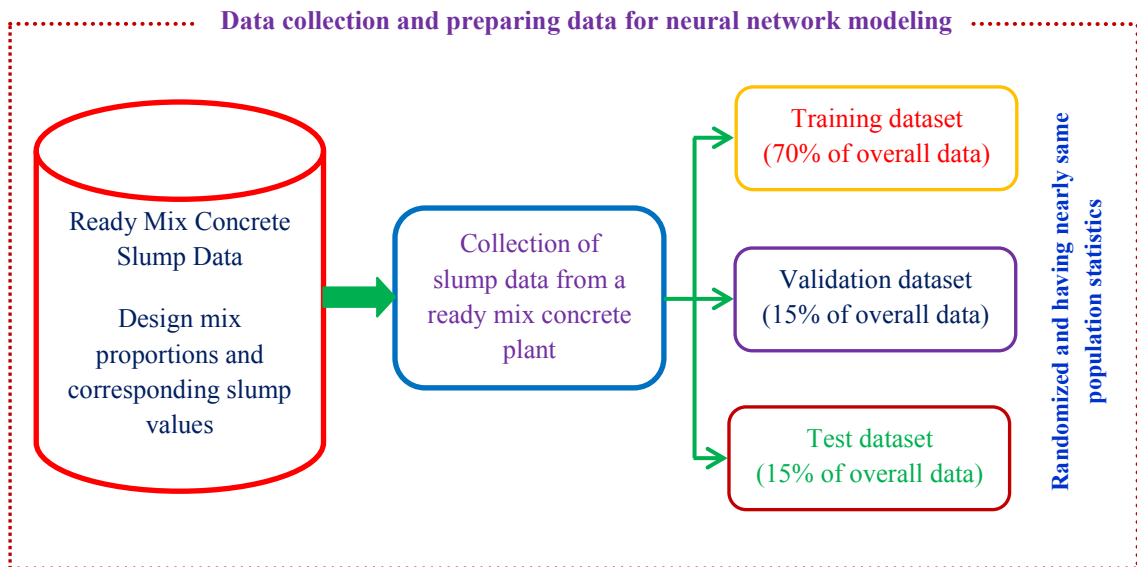 Data collection and preparing data for neural network modeling
Ready Mix Concrete
Slump Data
Design mix
proportions and
corresponding slump
values
Collection of
slump data from a
ready mix concrete
plant
Training dataset
(70% of overall data)
Validation dataset
(15% of overall data)
Test dataset
(15% of overall data)
Randomized and having nearly same
population statistics